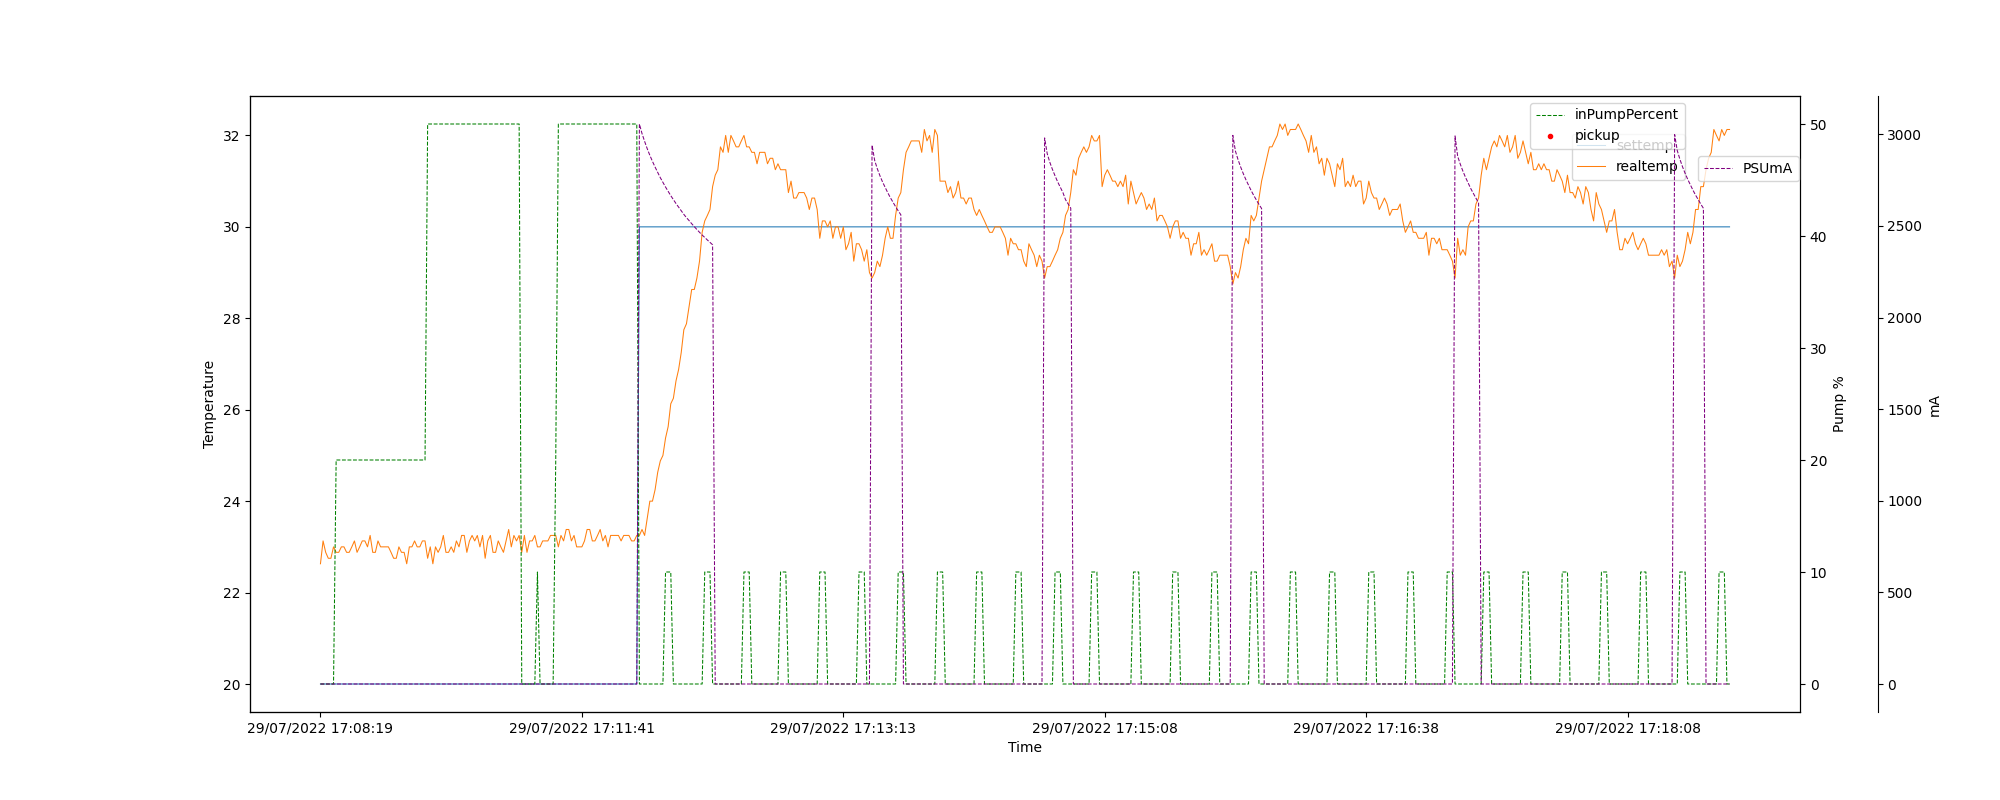 inPumpPercent
pickup
settemp
realtemp
PSUmA
32
30
28
26
24
22
20
Temperature
50
40
30
20
10
0
Pump %
3000
2500
2000
1500
1000
500
0
mA
29/07/2022 17:08:19
29/07/2022 17:11:41
29/07/2022 17:13:13
29/07/2022 17:15:08
29/07/2022 17:16:38
29/07/2022 17:18:08
Time